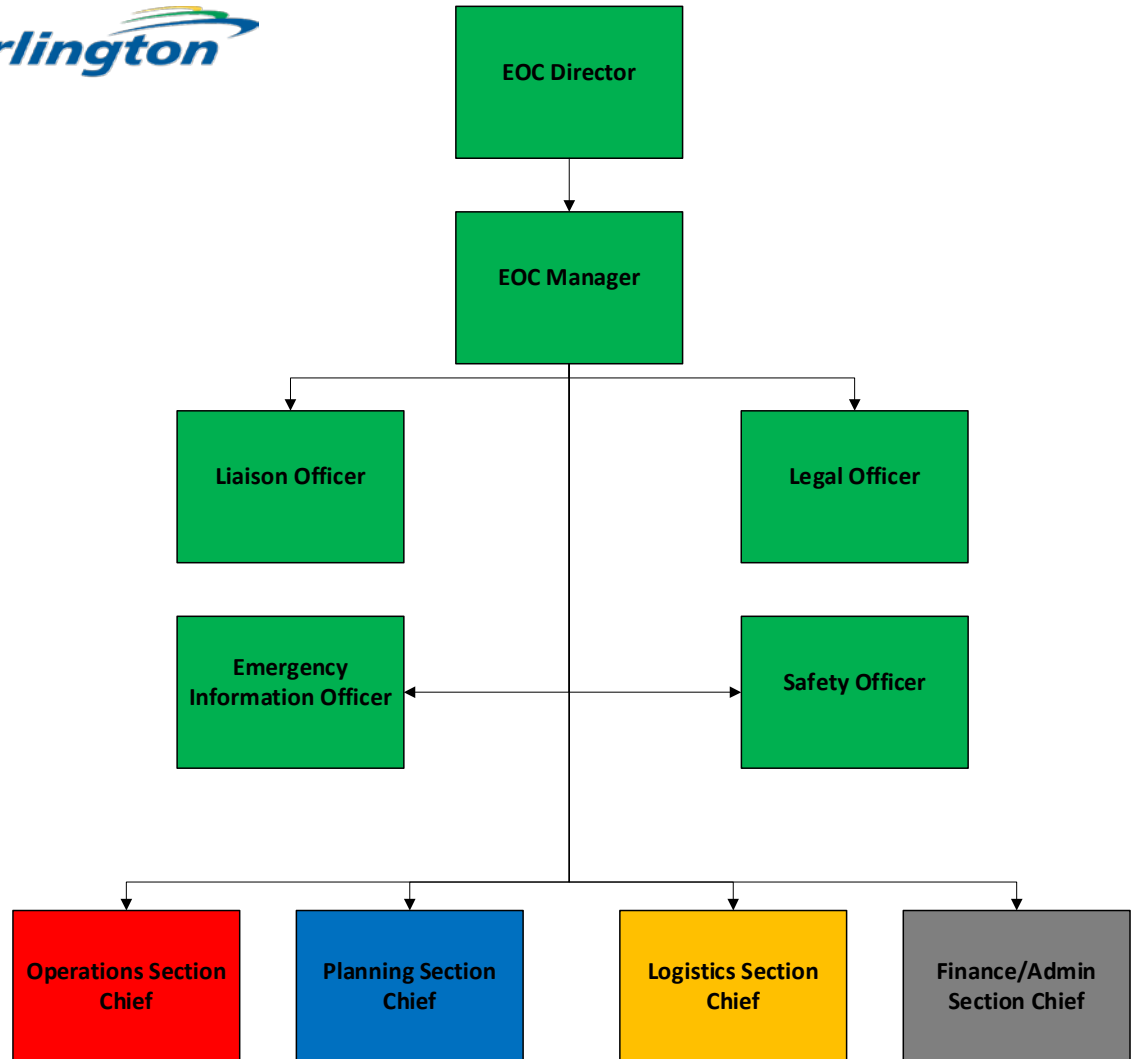 rlington
EOC Director
EOC Manager
Liaison Officer
Legal Officer
Emergency
Information Officer
Safety Officer
Operations Section
Chief
Planning Section
Chief
Logistics Section
Chief
Finance/Admin
Section Chief